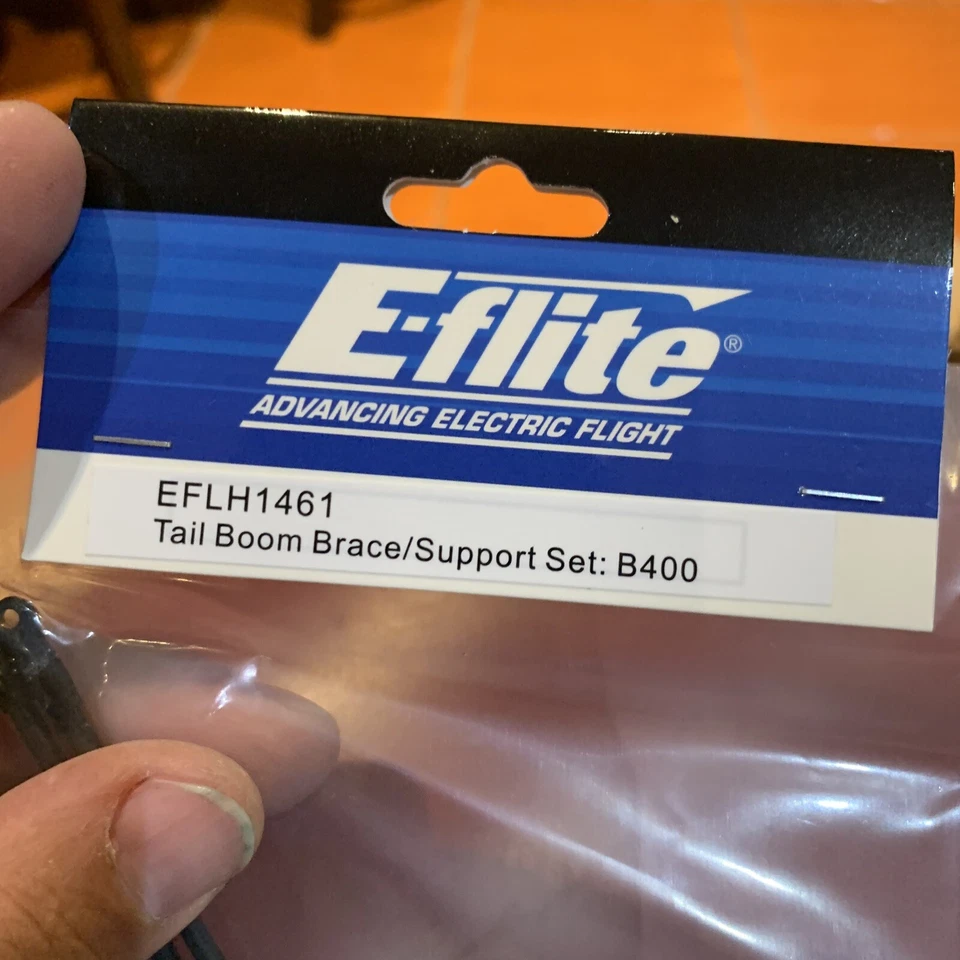 E-flite®
ADVANCING ELECTRIC FLIGHT
EFLH1461
Tail Boom Brace/Support Set: B400